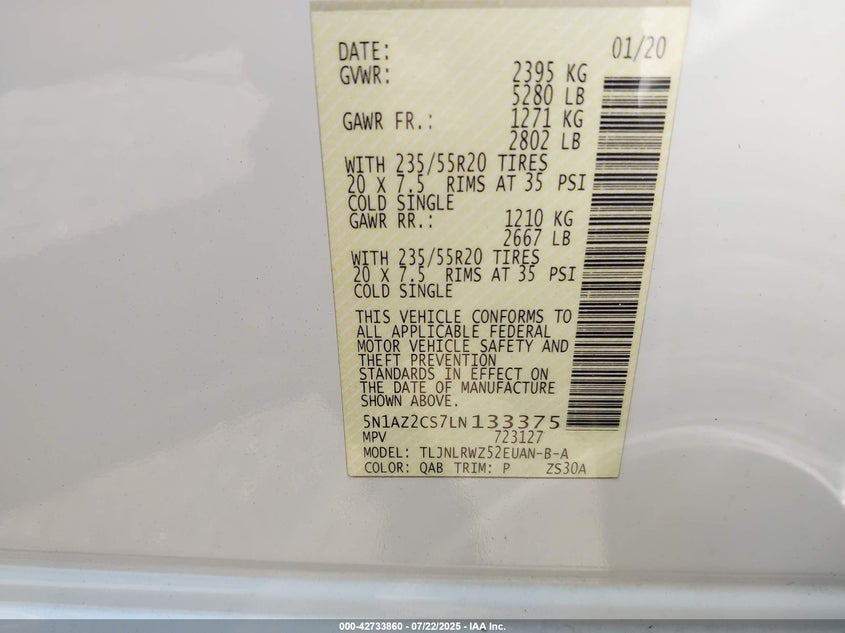 DATE: 01/20
GVWR: 2395 KG
5280 LB
GAWR FR.: 1271 KG
2802 LB
WITH 235/55R20 TIRES
20 X 7.5 RIMS AT 35 PSI
COLD SINGLE
GAWR RR.: 1210 KG
2667 LB
WITH 235/55R20 TIRES
20 X 7.5 RIMS AT 35 PSI
COLD SINGLE
THIS VEHICLE CONFORMS TO
ALL APPLICABLE FEDERAL
MOTOR VEHICLE SAFETY AND
THEFT PREVENTION
STANDARDS IN EFFECT ON
THE DATE OF MANUFACTURE
SHOWN ABOVE.
5N1AZ2CS7LN133375
MPV 723127
MODEL: TLJNLRWZ52EUAN-B-A
COLOR: QAB TRIM: P ZS30A
000-42733860 - 07/22/2025 - IAA Inc.